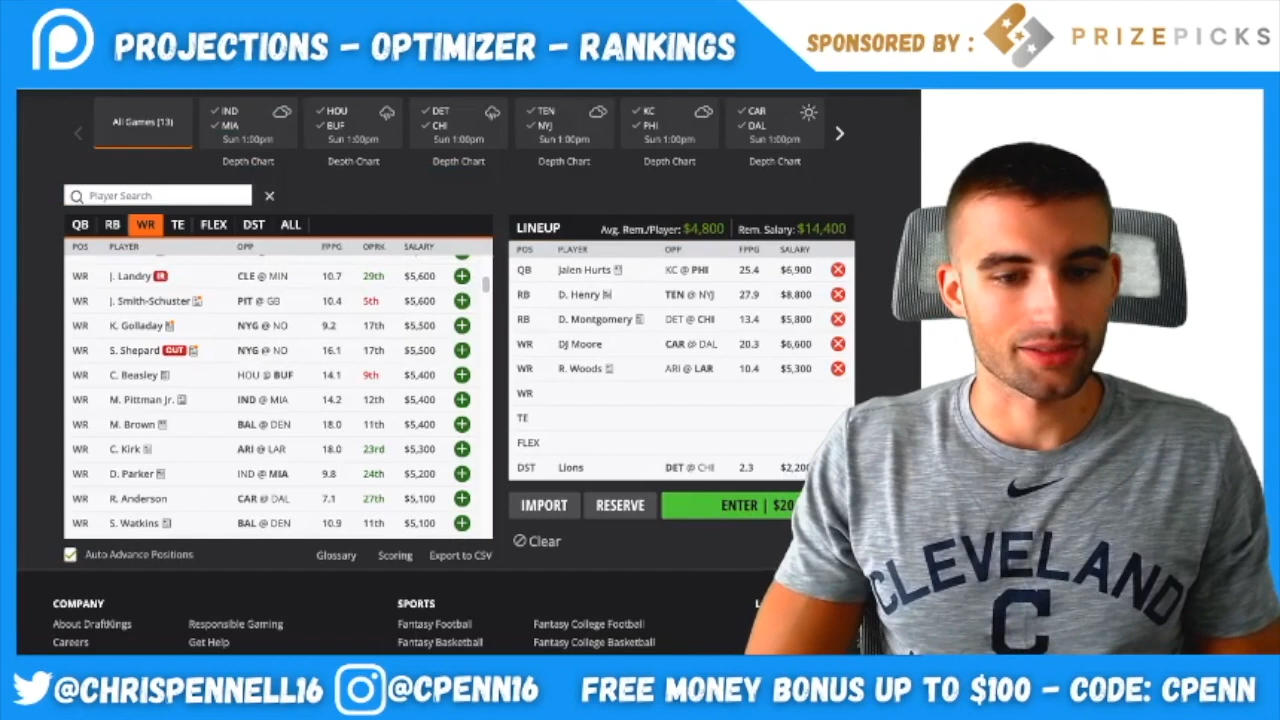 PROJECTIONS - OPTIMIZER - RANKINGS
SPONSORED BY : PRIZEPICKS
All Games [13]
IND MIA Sun 1:00pm
HOU BUF Sun 1:00pm
DET CHI Sun 1:00pm
TEN NYJ Sun 1:00pm
KC PHI Sun 1:00pm
CAR DAL Sun 1:00pm
Depth Chart Depth Chart Depth Chart Depth Chart Depth Chart Depth Chart
Player Search
QB RB WR TE FLEX DST ALL
POS PLAYER OPP FPPG OPRK SALARY
WR J. Landry IR CLE @ MIN 10.7 29th $5,600
WR J. Smith-Schuster PIT @ GB 10.4 5th $5,600
WR K. Golladay NYG @ NO 9.2 17th $5,500
WR S. Shepard OUT NYG @ NO 16.1 17th $5,500
WR C. Beasley HOU @ BUF 14.1 9th $5,400
WR M. Pittman Jr. IND @ MIA 14.2 12th $5,400
WR M. Brown BAL @ DEN 18.0 11th $5,400
WR C. Kirk ARI @ LAR 18.0 23rd $5,300
WR D. Parker IND @ MIA 9.8 24th $5,200
WR R. Anderson CAR @ DAL 7.1 27th $5,100
WR S. Watkins BAL @ DEN 10.9 11th $5,100
Auto Advance Positions
Glossary Scoring Export to CSV
LINEUP Avg. Rem./Player: $4,800 Rem. Salary: $14,400
POS PLAYER OPP FPPG SALARY
QB Jalen Hurts KC @ PHI 25.4 $6,900
RB D. Henry TEN @ NYJ 27.9 $8,800
RB D. Montgomery DET @ CHI 13.4 $5,800
WR DJ Moore CAR @ DAL 20.3 $6,600
WR R. Woods ARI @ LAR 10.4 $5,300
WR
TE
FLEX
DST Lions DET @ CHI 2.3 $2,200
IMPORT RESERVE ENTER | $20
Clear
COMPANY
About DraftKings Responsible Gaming
Careers Get Help
SPORTS
Fantasy Football Fantasy College Football
Fantasy Basketball Fantasy College Basketball
CLEVELAND
C
@CHRISPENNELL16 @CPENN16 FREE MONEY BONUS UP TO $100 - CODE: CPENN